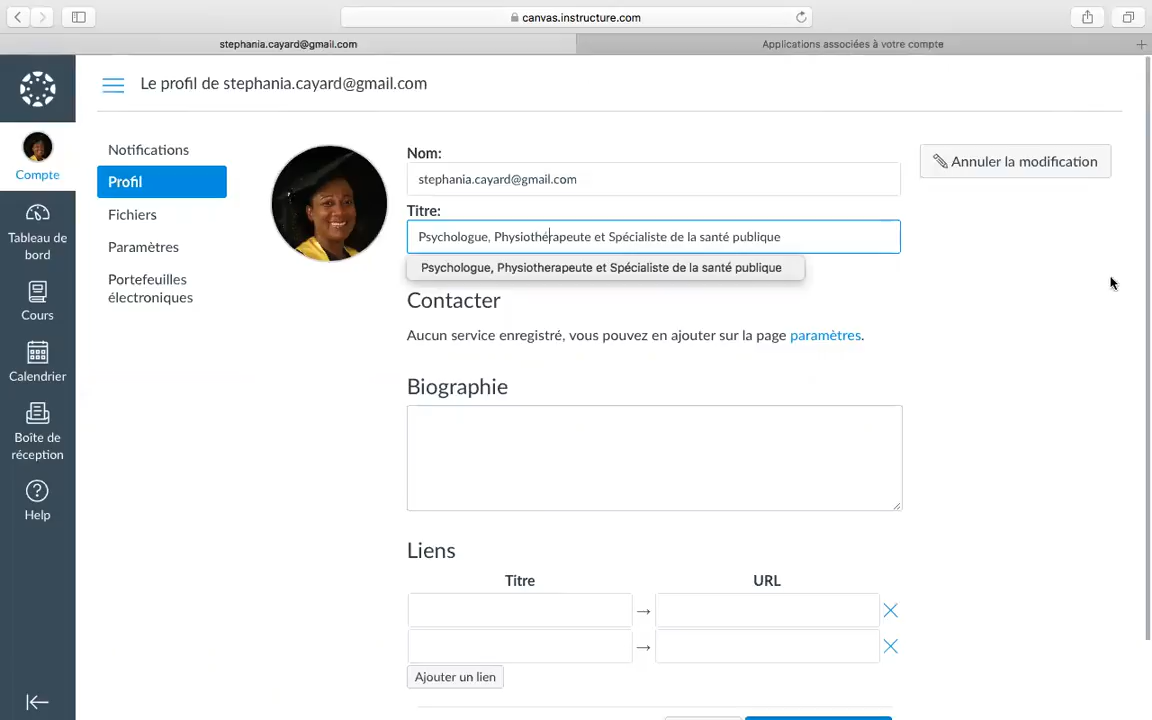 canvas.instructure.com
stephania.cayard@gmail.com
Applications associées à votre compte
Le profil de stephania.cayard@gmail.com
Compte
Tableau de
bord
Cours
Calendrier
Boîte de
réception
Help
Notifications
Profil
Fichiers
Paramètres
Portefeuilles
électroniques
Nom:
stephania.cayard@gmail.com
Annuler la modification
Titre:
Psychologue, Physiothérapeute et Spécialiste de la santé publique
Psychologue, Physiotherapeute et Spécialiste de la santé publique
Contacter
Aucun service enregistré, vous pouvez en ajouter sur la page paramètres.
Biographie
Liens
Titre URL
→
→
Ajouter un lien